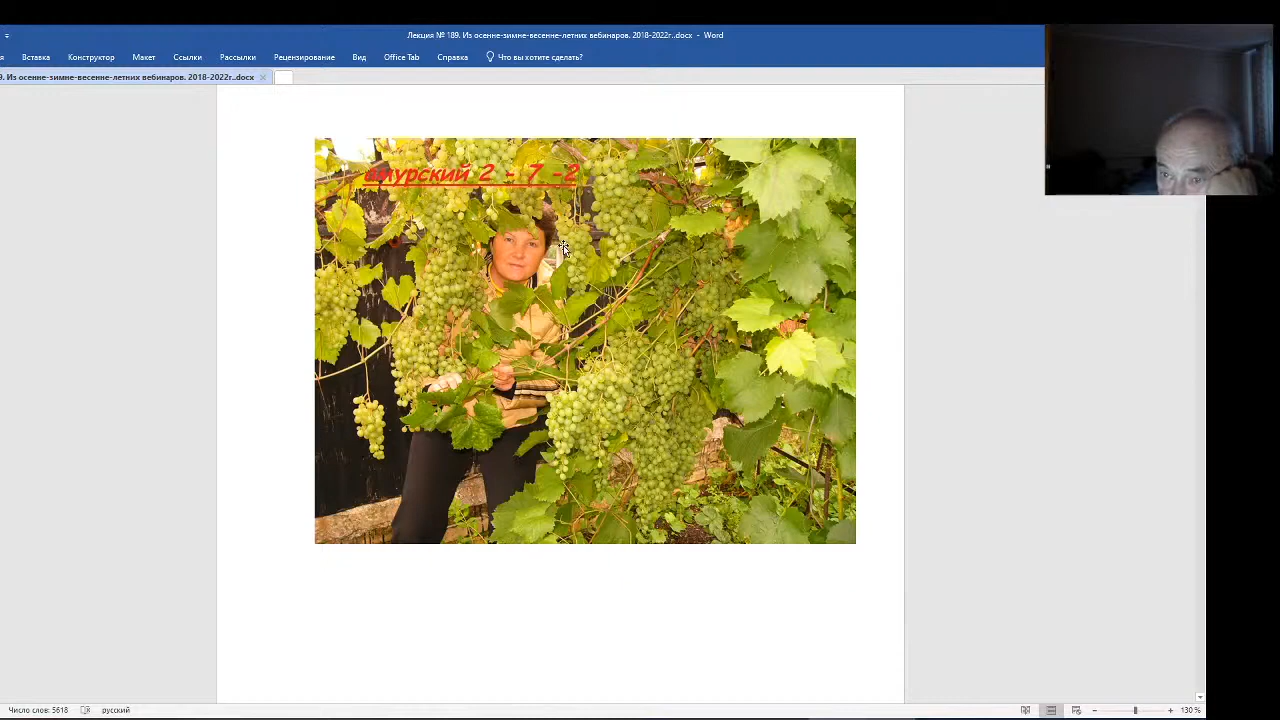 Лекция № 189. Из осенне-зимне-весенне-летних вебинаров. 2018-2022г..docx - Word
я Вставка Конструктор Макет Ссылки Рассылки Рецензирование Вид Office Tab Справка Что вы хотите сделать?
9. Из осенне-зимне-весенне-летних вебинаров. 2018-2022г..docx
амурский 2 - 7 -2
Число слов: 5618 русский 130 %